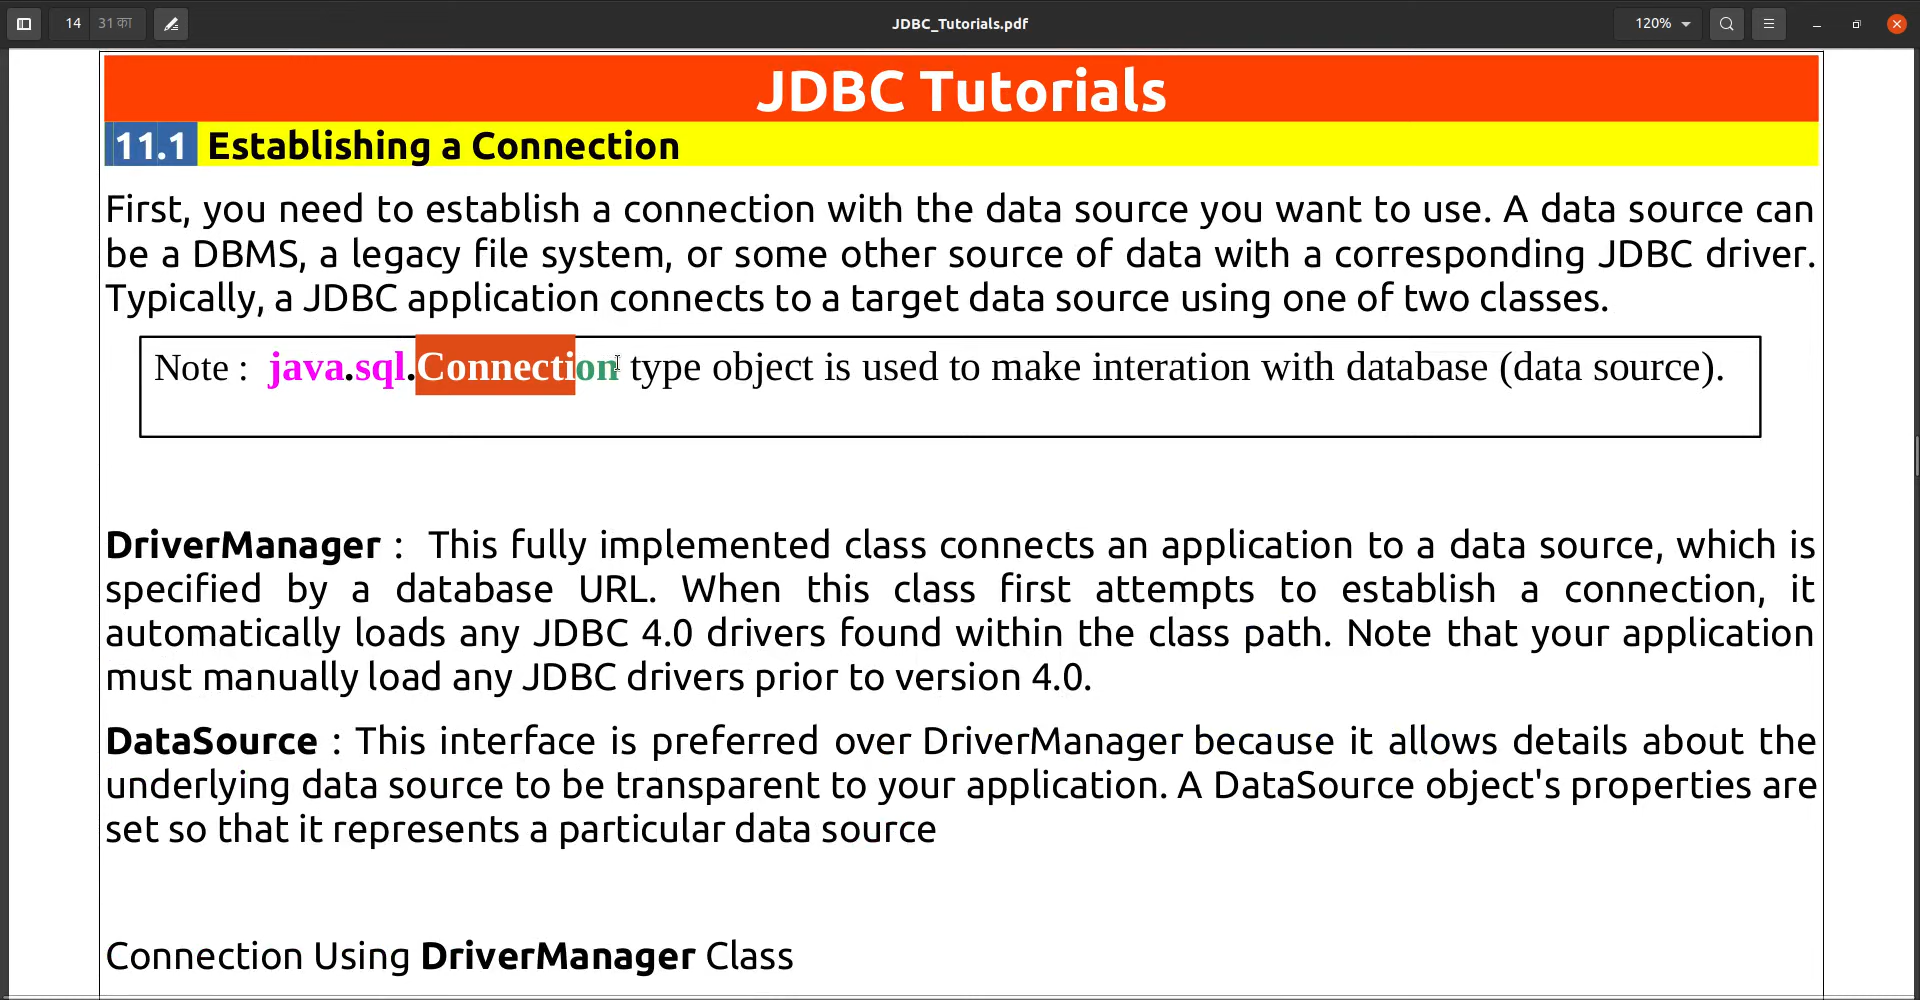 14 31 का JDBC_Tutorials.pdf 120%
JDBC Tutorials
11.1 Establishing a Connection
First, you need to establish a connection with the data source you want to use. A data source can
be a DBMS, a legacy file system, or some other source of data with a corresponding JDBC driver.
Typically, a JDBC application connects to a target data source using one of two classes.
Note : java.sql.Connection type object is used to make interation with database (data source).
DriverManager : This fully implemented class connects an application to a data source, which is
specified by a database URL. When this class first attempts to establish a connection, it
automatically loads any JDBC 4.0 drivers found within the class path. Note that your application
must manually load any JDBC drivers prior to version 4.0.
DataSource : This interface is preferred over DriverManager because it allows details about the
underlying data source to be transparent to your application. A DataSource object's properties are
set so that it represents a particular data source
Connection Using DriverManager Class